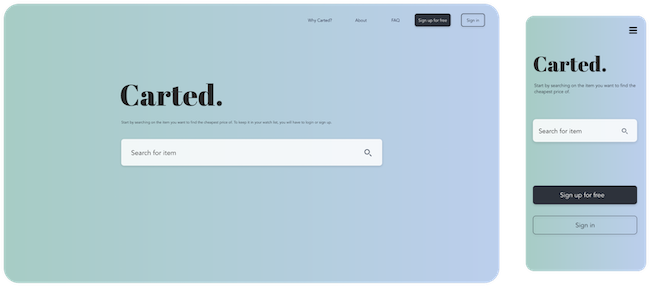 Why Carted?
About
FAQ
Sign up for free
Sign in
Carted.
Start by searching on the item you want to find the cheapest price of. To keep it in your watch list, you will have to login or sign up.
Search for item
Carted.
Start by searching on the item you want to find the
cheapest price of.
Search for item
Sign up for free
Sign in